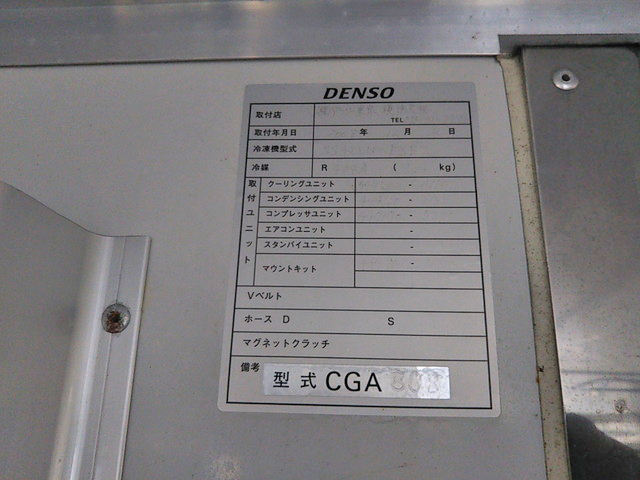 DENSO
取付店
TEL
取付年月日 年 月 日
冷凍機型式
冷媒 R ( kg)
取付ユニット
クーリングユニット -
コンデンシングユニット -
コンプレッサユニット -
エアコンユニット -
スタンバイユニット -
マウントキット -
Vベルト
ホース D S
マグネットクラッチ
備考
型式 CGA